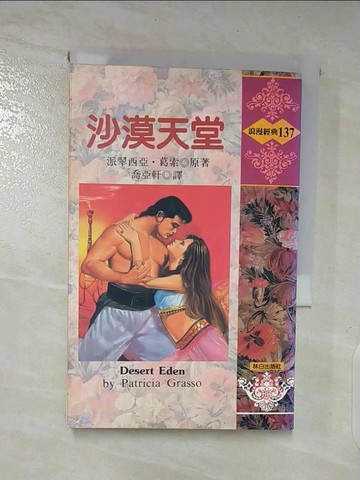 浪漫經典137
沙漠天堂
派翠西亞·葛索◎原著
喬亞軒◎譯
Desert Eden
by Patricia Grasso
林白出版社